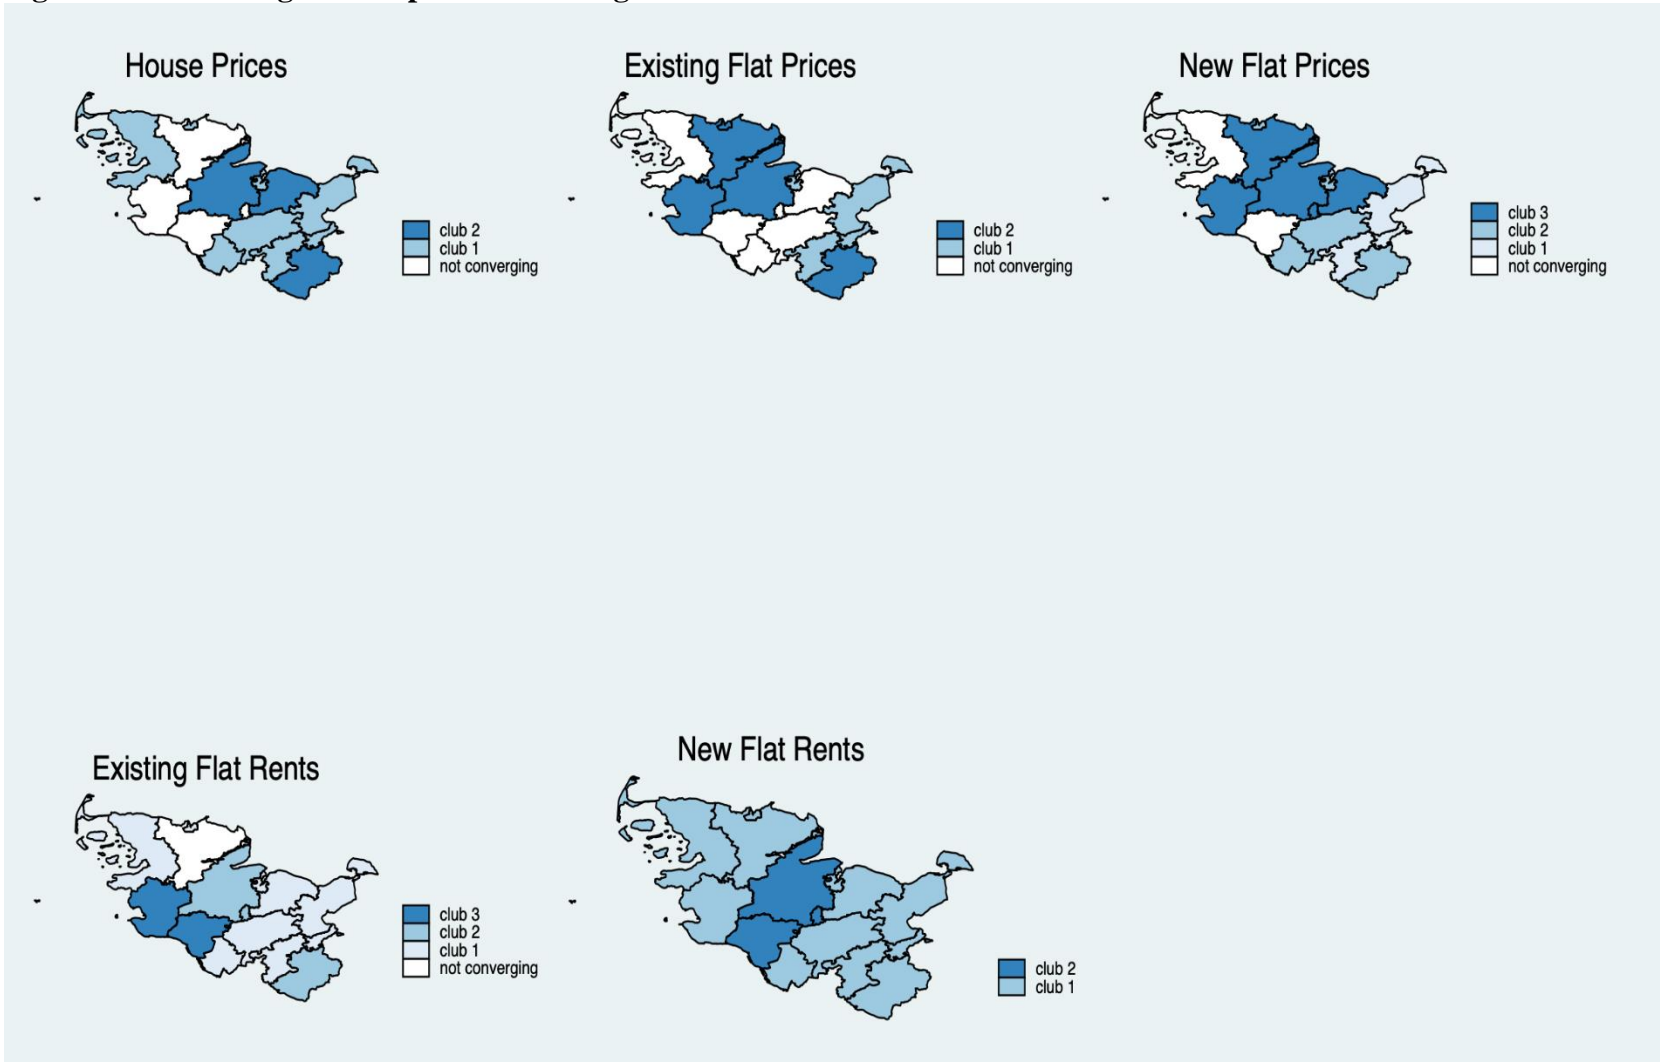 House Prices
club 2
club 1
not converging
Existing Flat Prices
club 2
club 1
not converging
New Flat Prices
club 3
club 2
club 1
not converging
Existing Flat Rents
club 3
club 2
club 1
not converging
New Flat Rents
club 2
club 1